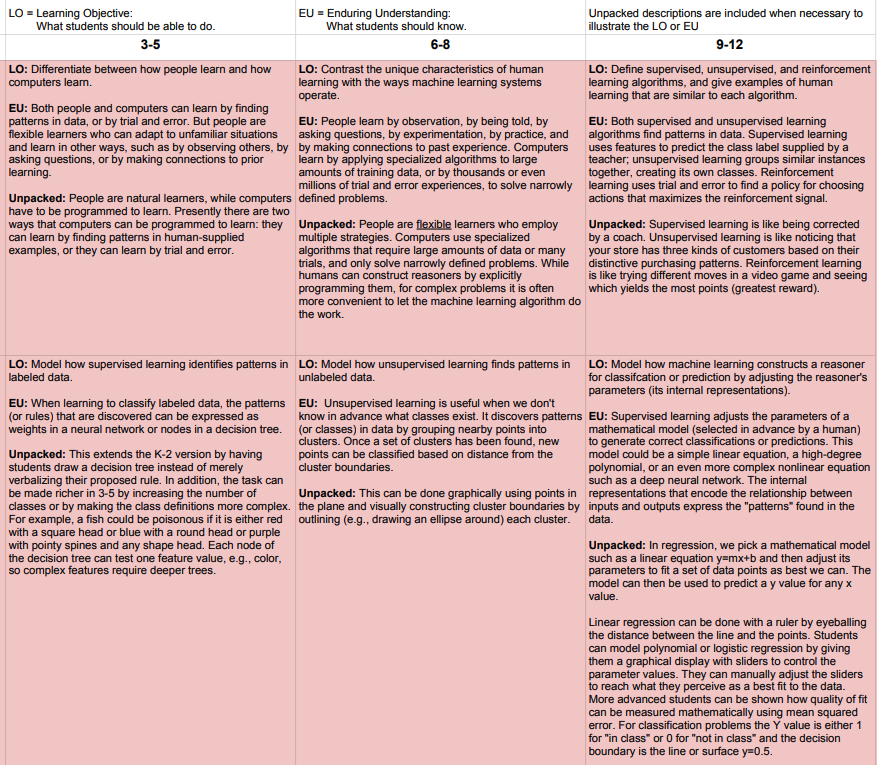 LO = Learning Objective:
What students should be able to do.
EU = Enduring Understanding:
What students should know.
Unpacked descriptions are included when necessary to
illustrate the LO or EU
3-5
6-8
9-12
LO: Differentiate between how people learn and how
computers learn.
EU: Both people and computers can learn by finding
patterns in data, or by trial and error. But people are
flexible learners who can adapt to unfamiliar situations
and learn in other ways, such as by observing others, by
asking questions, or by making connections to prior
learning.
Unpacked: People are natural learners, while computers
have to be programmed to learn. Presently there are two
ways that computers can be programmed to learn: they
can learn by finding patterns in human-supplied
examples, or they can learn by trial and error.
LO: Contrast the unique characteristics of human
learning with the ways machine learning systems
operate.
EU: People learn by observation, by being told, by
asking questions, by experimentation, by practice, and
by making connections to past experience. Computers
learn by applying specialized algorithms to large
amounts of training data, or by thousands or even
millions of trial and error experiences, to solve narrowly
defined problems.
Unpacked: People are flexible learners who employ
multiple strategies. Computers use specialized
algorithms that require large amounts of data or many
trials, and only solve narrowly defined problems. While
humans can construct reasoners by explicitly
programming them, for complex problems it is often
more convenient to let the machine learning algorithm do
the work.
LO: Define supervised, unsupervised, and reinforcement
learning algorithms, and give examples of human
learning that are similar to each algorithm.
EU: Both supervised and unsupervised learning
algorithms find patterns in data. Supervised learning
uses features to predict the class label supplied by a
teacher; unsupervised learning groups similar instances
together, creating its own classes. Reinforcement
learning uses trial and error to find a policy for choosing
actions that maximizes the reinforcement signal.
Unpacked: Supervised learning is like being corrected
by a coach. Unsupervised learning is like noticing that
your store has three kinds of customers based on their
distinctive purchasing patterns. Reinforcement learning
is like trying different moves in a video game and seeing
which yields the most points (greatest reward).
LO: Model how supervised learning identifies patterns in
labeled data.
EU: When learning to classify labeled data, the patterns
(or rules) that are discovered can be expressed as
weights in a neural network or nodes in a decision tree.
Unpacked: This extends the K-2 version by having
students draw a decision tree instead of merely
verbalizing their proposed rule. In addition, the task can
be made richer in 3-5 by increasing the number of
classes or by making the class definitions more complex.
For example, a fish could be poisonous if it is either red
with a square head or blue with a round head or purple
with pointy spines and any shape head. Each node of
the decision tree can test one feature value, e.g., color,
so complex features require deeper trees.
LO: Model how unsupervised learning finds patterns in
unlabeled data.
EU: Unsupervised learning is useful when we don't
know in advance what classes exist. It discovers patterns
(or classes) in data by grouping nearby points into
clusters. Once a set of clusters has been found, new
points can be classified based on distance from the
cluster boundaries.
Unpacked: This can be done graphically using points in
the plane and visually constructing cluster boundaries by
outlining (e.g., drawing an ellipse around) each cluster.
LO: Model how machine learning constructs a reasoner
for classifcation or prediction by adjusting the reasoner's
parameters (its internal representations).
EU: Supervised learning adjusts the parameters of a
mathematical model (selected in advance by a human)
to generate correct classifications or predictions. This
model could be a simple linear equation, a high-degree
polynomial, or an even more complex nonlinear equation
such as a deep neural network. The internal
representations that encode the relationship between
inputs and outputs express the "patterns" found in the
data.
Unpacked: In regression, we pick a mathematical model
such as a linear equation y=mx+b and then adjust its
parameters to fit a set of data points as best we can. The
model can then be used to predict a y value for any x
value.
Linear regression can be done with a ruler by eyeballing
the distance between the line and the points. Students
can model polynomial or logistic regression by giving
them a graphical display with sliders to control the
parameter values. They can manually adjust the sliders
to reach what they perceive as a best fit to the data.
More advanced students can be shown how quality of fit
can be measured mathematically using mean squared
error. For classification problems the Y value is either 1
for "in class" or 0 for "not in class" and the decision
boundary is the line or surface y=0.5.